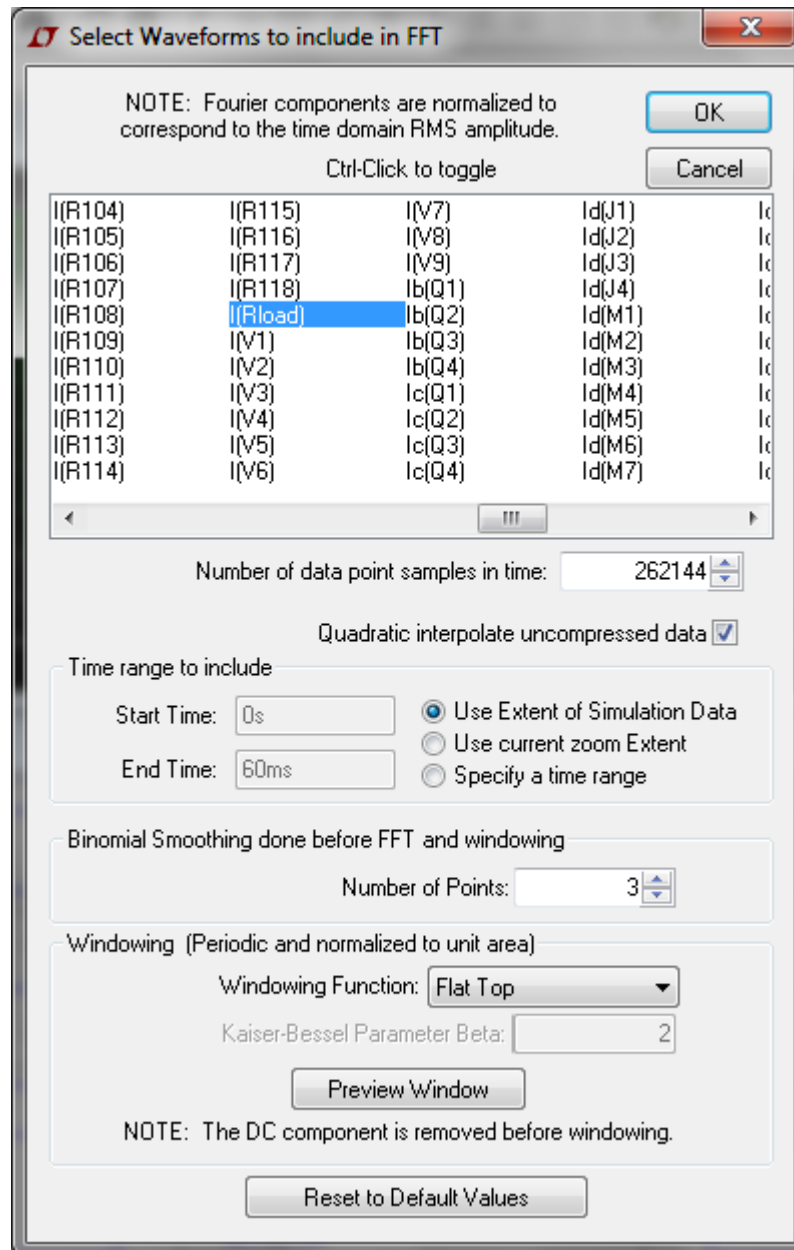 Select Waveforms to include in FFT
NOTE: Fourier components are normalized to
correspond to the time domain RMS amplitude.
OK
Ctrl-Click to toggle
Cancel
I(R104) I(R115) I(V7) Id(J1)
I(R105) I(R116) I(V8) Id(J2)
I(R106) I(R117) I(V9) Id(J3)
I(R107) I(R118) Ib(Q1) Id(J4)
I(R108) I(Rload) Ib(Q2) Id(M1)
I(R109) I(V1) Ib(Q3) Id(M2)
I(R110) I(V2) Ib(Q4) Id(M3)
I(R111) I(V3) Ic(Q1) Id(M4)
I(R112) I(V4) Ic(Q2) Id(M5)
I(R113) I(V5) Ic(Q3) Id(M6)
I(R114) I(V6) Ic(Q4) Id(M7)
Number of data point samples in time: 262144
Quadratic interpolate uncompressed data
Time range to include
Start Time: 0s
End Time: 60ms
Use Extent of Simulation Data
Use current zoom Extent
Specify a time range
Binomial Smoothing done before FFT and windowing
Number of Points: 3
Windowing (Periodic and normalized to unit area)
Windowing Function: Flat Top
Kaiser-Bessel Parameter Beta: 2
Preview Window
NOTE: The DC component is removed before windowing.
Reset to Default Values